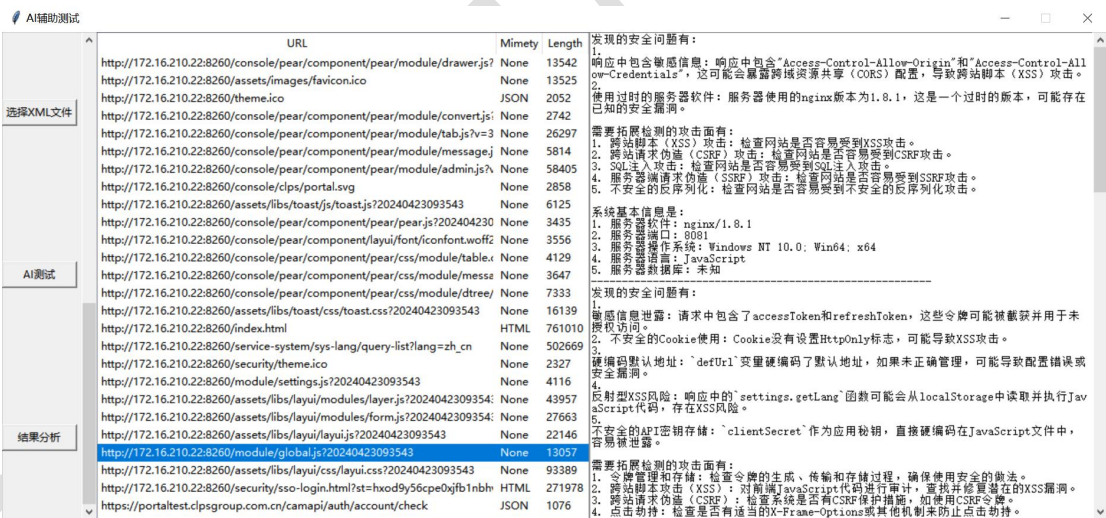 AI辅助测试
选择XML文件
AI测试
结果分析
URL Mimety Length
http://172.16.210.22:8260/console/pear/component/pear/module/drawer.js? None 13542
http://172.16.210.22:8260/assets/images/favicon.ico None 13525
http://172.16.210.22:8260/theme.ico JSON 2052
http://172.16.210.22:8260/console/pear/component/pear/module/convert.js? None 2742
http://172.16.210.22:8260/console/pear/component/pear/module/tab.js?v=3 None 26297
http://172.16.210.22:8260/console/pear/component/pear/module/message.j None 5814
http://172.16.210.22:8260/console/pear/component/pear/module/admin.js?v None 58405
http://172.16.210.22:8260/console/clps/portal.svg None 2858
http://172.16.210.22:8260/assets/libs/toast/js/toast.js?20240423093543 None 6125
http://172.16.210.22:8260/console/pear/component/pear/pear.js?202404230 None 3435
http://172.16.210.22:8260/console/pear/component/layui/font/iconfont.woff2 None 3556
http://172.16.210.22:8260/console/pear/component/pear/css/module/table.c None 4129
http://172.16.210.22:8260/console/pear/component/pear/css/module/messa None 3647
http://172.16.210.22:8260/console/pear/component/pear/css/module/dtree/ None 7333
http://172.16.210.22:8260/assets/libs/toast/css/toast.css?20240423093543 None 16139
http://172.16.210.22:8260/index.html HTML 761010
http://172.16.210.22:8260/service-system/sys-lang/query-list?lang=zh_cn None 502669
http://172.16.210.22:8260/security/theme.ico None 2327
http://172.16.210.22:8260/module/settings.js?20240423093543 None 4116
http://172.16.210.22:8260/assets/libs/layui/modules/layer.js?20240423093543 None 43957
http://172.16.210.22:8260/assets/libs/layui/modules/form.js?20240423093543 None 27663
http://172.16.210.22:8260/assets/libs/layui/layui.js?20240423093543 None 22146
http://172.16.210.22:8260/module/global.js?20240423093543 None 13057
http://172.16.210.22:8260/assets/libs/layui/css/layui.css?20240423093543 None 93389
http://172.16.210.22:8260/security/sso-login.html?st=hxod9y56cpe0xjfb1nbh HTML 271978
https://portaltest.clpsgroup.com.cn/camapi/auth/account/check JSON 1076
发现的安全问题有:
1.
响应中包含敏感信息: 响应中包含"Access-Control-Allow-Origin"和"Access-Control-All
ow-Credentials", 这可能会暴露跨域资源共享 (CORS) 配置, 导致跨站脚本 (XSS) 攻击。
2.
使用过时的服务器软件: 服务器使用的nginx版本为1.8.1, 这是一个过时的版本, 可能存在
已知的安全漏洞。
需要拓展检测的攻击面有:
1. 跨站脚本 (XSS) 攻击: 检查网站是否容易受到XSS攻击。
2. 跨站请求伪造 (CSRF) 攻击: 检查网站是否容易受到CSRF攻击。
3. SQL注入攻击: 检查网站是否容易受到SQL注入攻击。
4. 服务器端请求伪造 (SSRF) 攻击: 检查网站是否容易受到SSRF攻击。
5. 不安全的反序列化: 检查网站是否容易受到不安全的反序列化攻击。
系统基本信息是:
1. 服务器软件: nginx/1.8.1
2. 服务器端口: 8081
3. 服务器操作系统: Windows NT 10.0; Win64; x64
4. 服务器语言: JavaScript
5. 服务器数据库: 未知
------------------------------------------------------
发现的安全问题有:
1.
敏感信息泄露: 请求中包含了accessToken和refreshToken, 这些令牌可能被截获并用于未
授权访问。
2. 不安全的Cookie使用: Cookie没有设置HttpOnly标志, 可能导致XSS攻击。
3.
硬编码默认地址: `defUrl`变量硬编码了默认地址, 如果未正确管理, 可能导致配置错误或
安全漏洞。
4.
反射型XSS风险: 响应中的`settings.getLang`函数可能会从localStorage中读取并执行Jav
aScript代码, 存在XSS风险。
5.
不安全的API密钥存储: `clientSecret`作为应用秘钥, 直接硬编码在JavaScript文件中,
容易被泄露。
需要拓展检测的攻击面有:
1. 令牌管理和存储: 检查令牌的生成、传输和存储过程, 确保使用安全的做法。
2. 跨站脚本攻击 (XSS) : 对前端JavaScript代码进行审计, 查找并修复潜在的XSS漏洞。
3. 跨站请求伪造 (CSRF) : 检查系统是否有CSRF保护措施, 如使用CSRF令牌。
4. 点击劫持: 检查是否有适当的X-Frame-Options或其他机制来防止点击劫持。